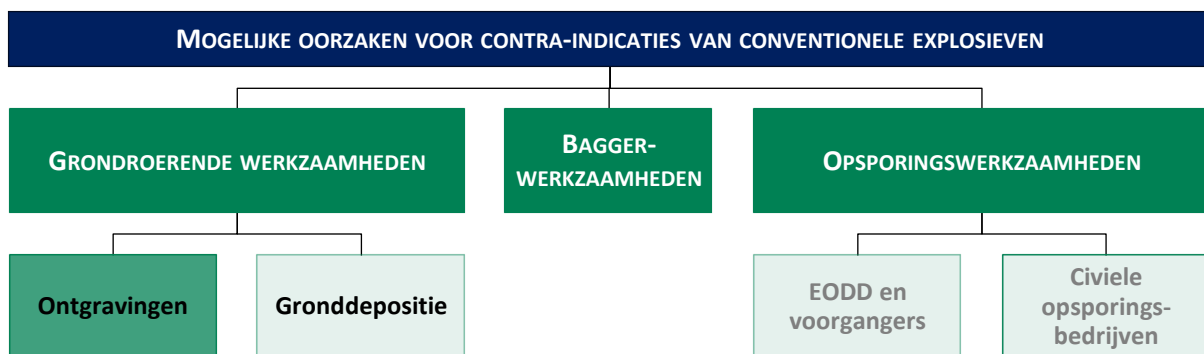 MOGELIJKE OORZAKEN VOOR CONTRA-INDICATIES VAN CONVENTIONELE EXPLOSIEVEN
GRONDROERENDE WERKZAAMHEDEN
BAGGER-
WERKZAAMHEDEN
OPSPORINGSWERKZAAMHEDEN
Ontgravingen
Gronddepositie
EODD en
voorgangers
Civiele
opsporings-
bedrijven